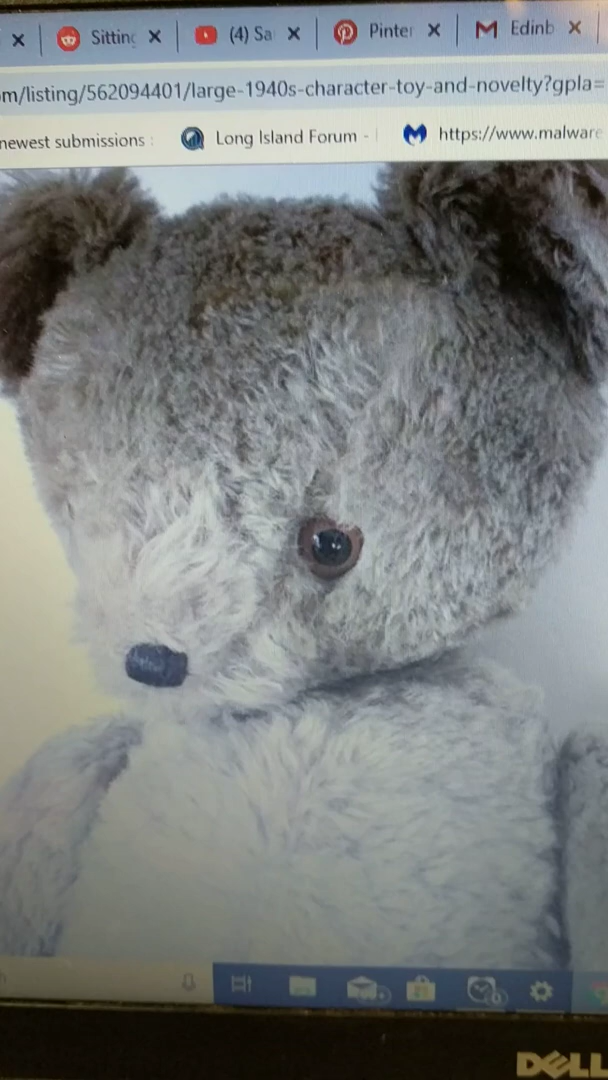 Sitting (4) Sa Pinter Edinb
m/listing/562094401/large-1940s-character-toy-and-novelty?gpla=
newest submissions : Long Island Forum - https://www.malware
DELL